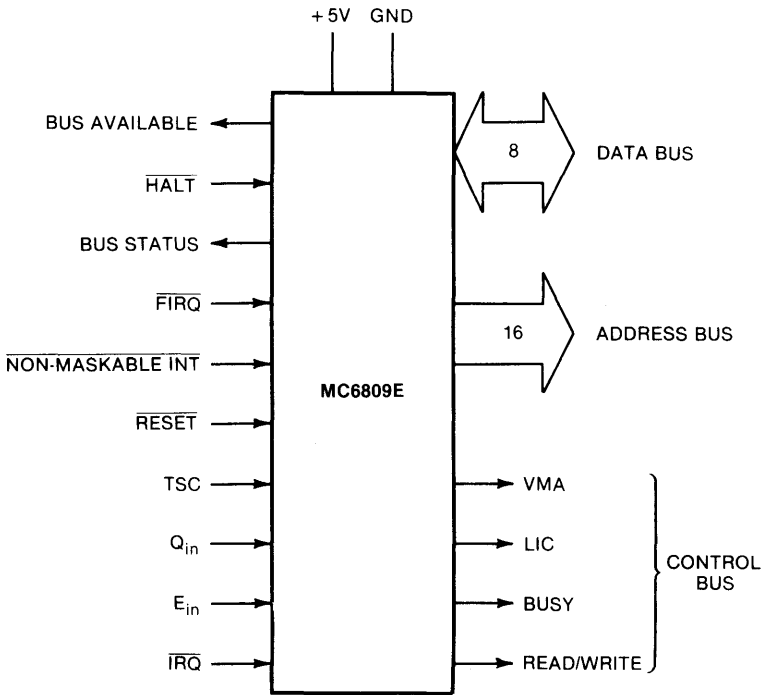 +5V GND
BUS AVAILABLE
HALT
BUS STATUS
FIRQ
NON-MASKABLE INT
RESET
TSC
Qin
Ein
IRQ
MC6809E
8
DATA BUS
16
ADDRESS BUS
VMA
LIC
BUSY
READ/WRITE
CONTROL
BUS